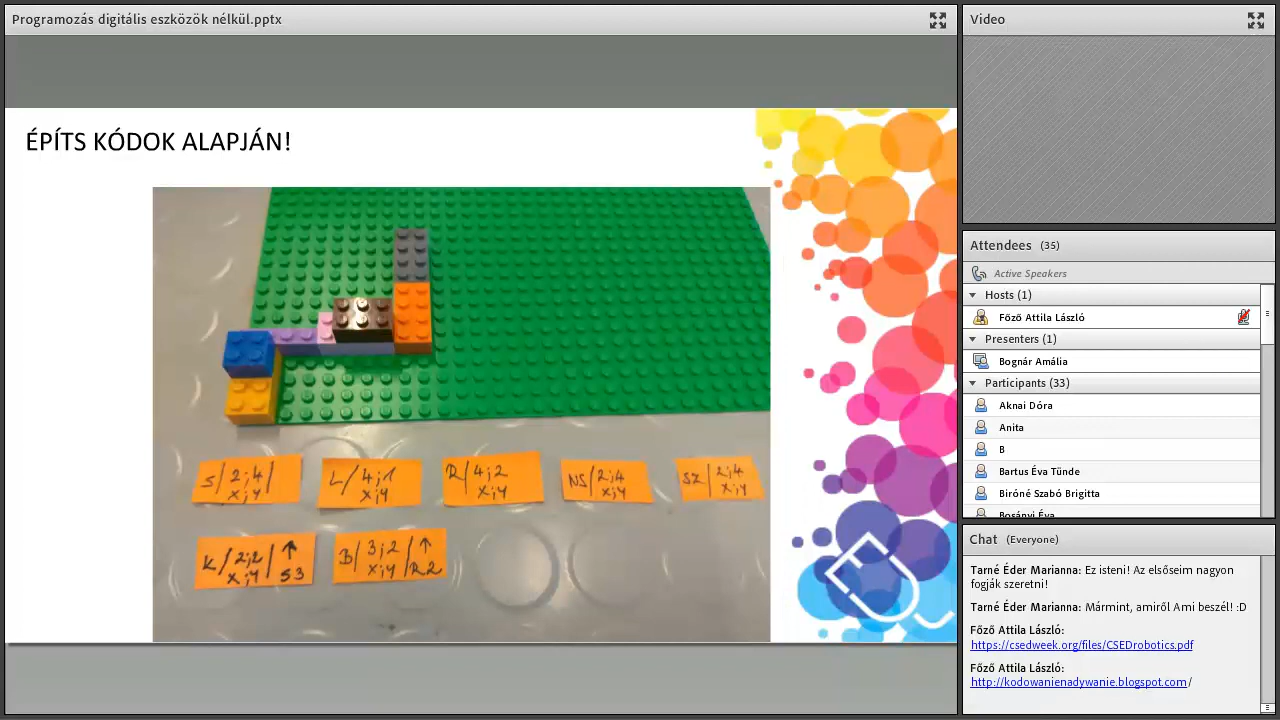 Programozás digitális eszközök nélkül.pptx
ÉPÍTS KÓDOK ALAPJÁN!
S/2;4/
x;y
L/4;1
x;y
R/4;2
x;y
NS/2;4
x;y
SZ/2;4
x;y
K/2;2/↑
x;y S3
B/3;2/↑
x;y R2
Video
Attendees (35)
Active Speakers
Hosts (1)
Főző Attila László
Presenters (1)
Bognár Amália
Participants (33)
Aknai Dóra
Anita
B
Bartus Éva Tünde
Biróné Szabó Brigitta
Bosányi Éva
Chat (Everyone)
Tarné Éder Marianna: Ez isteni! Az elsőseim nagyon
fogják szeretni!
Tarné Éder Marianna: Mármint, amiről Ami beszél! :D
Főző Attila László:
https://csedweek.org/files/CSEDrobotics.pdf
Főző Attila László:
http://kodowanienadywanie.blogspot.com/